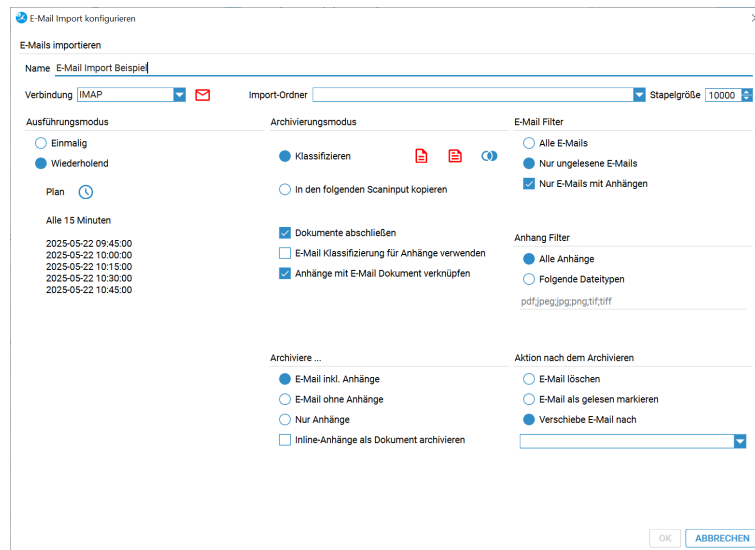 E-Mail Import konfigurieren
E-Mails importieren
Name E-Mail Import Beispiel
Verbindung IMAP Import-Ordner Stapelgröße 10000
Ausführungsmodus
Einmalig
Wiederholend
Plan
Alle 15 Minuten
2025-05-22 09:45:00
2025-05-22 10:00:00
2025-05-22 10:15:00
2025-05-22 10:30:00
2025-05-22 10:45:00
Archivierungsmodus
Klassifizieren
In den folgenden Scaninput kopieren
Dokumente abschließen
E-Mail Klassifizierung für Anhänge verwenden
Anhänge mit E-Mail Dokument verknüpfen
E-Mail Filter
Alle E-Mails
Nur ungelesene E-Mails
Nur E-Mails mit Anhängen
Anhang Filter
Alle Anhänge
Folgende Dateitypen
pdf;jpeg;jpg;png;tif;tiff
Archiviere ...
E-Mail inkl. Anhänge
E-Mail ohne Anhänge
Nur Anhänge
Inline-Anhänge als Dokument archivieren
Aktion nach dem Archivieren
E-Mail löschen
E-Mail als gelesen markieren
Verschiebe E-Mail nach
OK ABBRECHEN